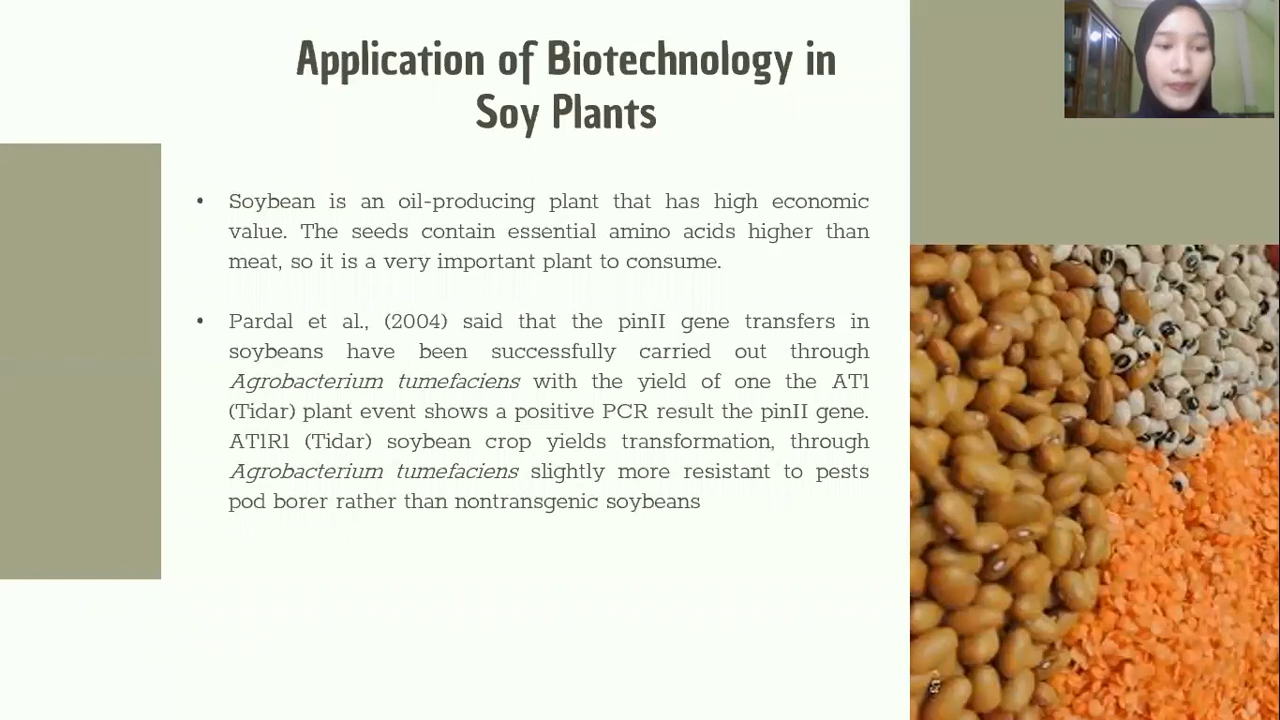 Application of Biotechnology in
Soy Plants
• Soybean is an oil-producing plant that has high economic
value. The seeds contain essential amino acids higher than
meat, so it is a very important plant to consume.
• Pardal et al., (2004) said that the pinII gene transfers in
soybeans have been successfully carried out through
Agrobacterium tumefaciens with the yield of one the AT1
(Tidar) plant event shows a positive PCR result the pinII gene.
AT1R1 (Tidar) soybean crop yields transformation, through
Agrobacterium tumefaciens slightly more resistant to pests
pod borer rather than nontransgenic soybeans